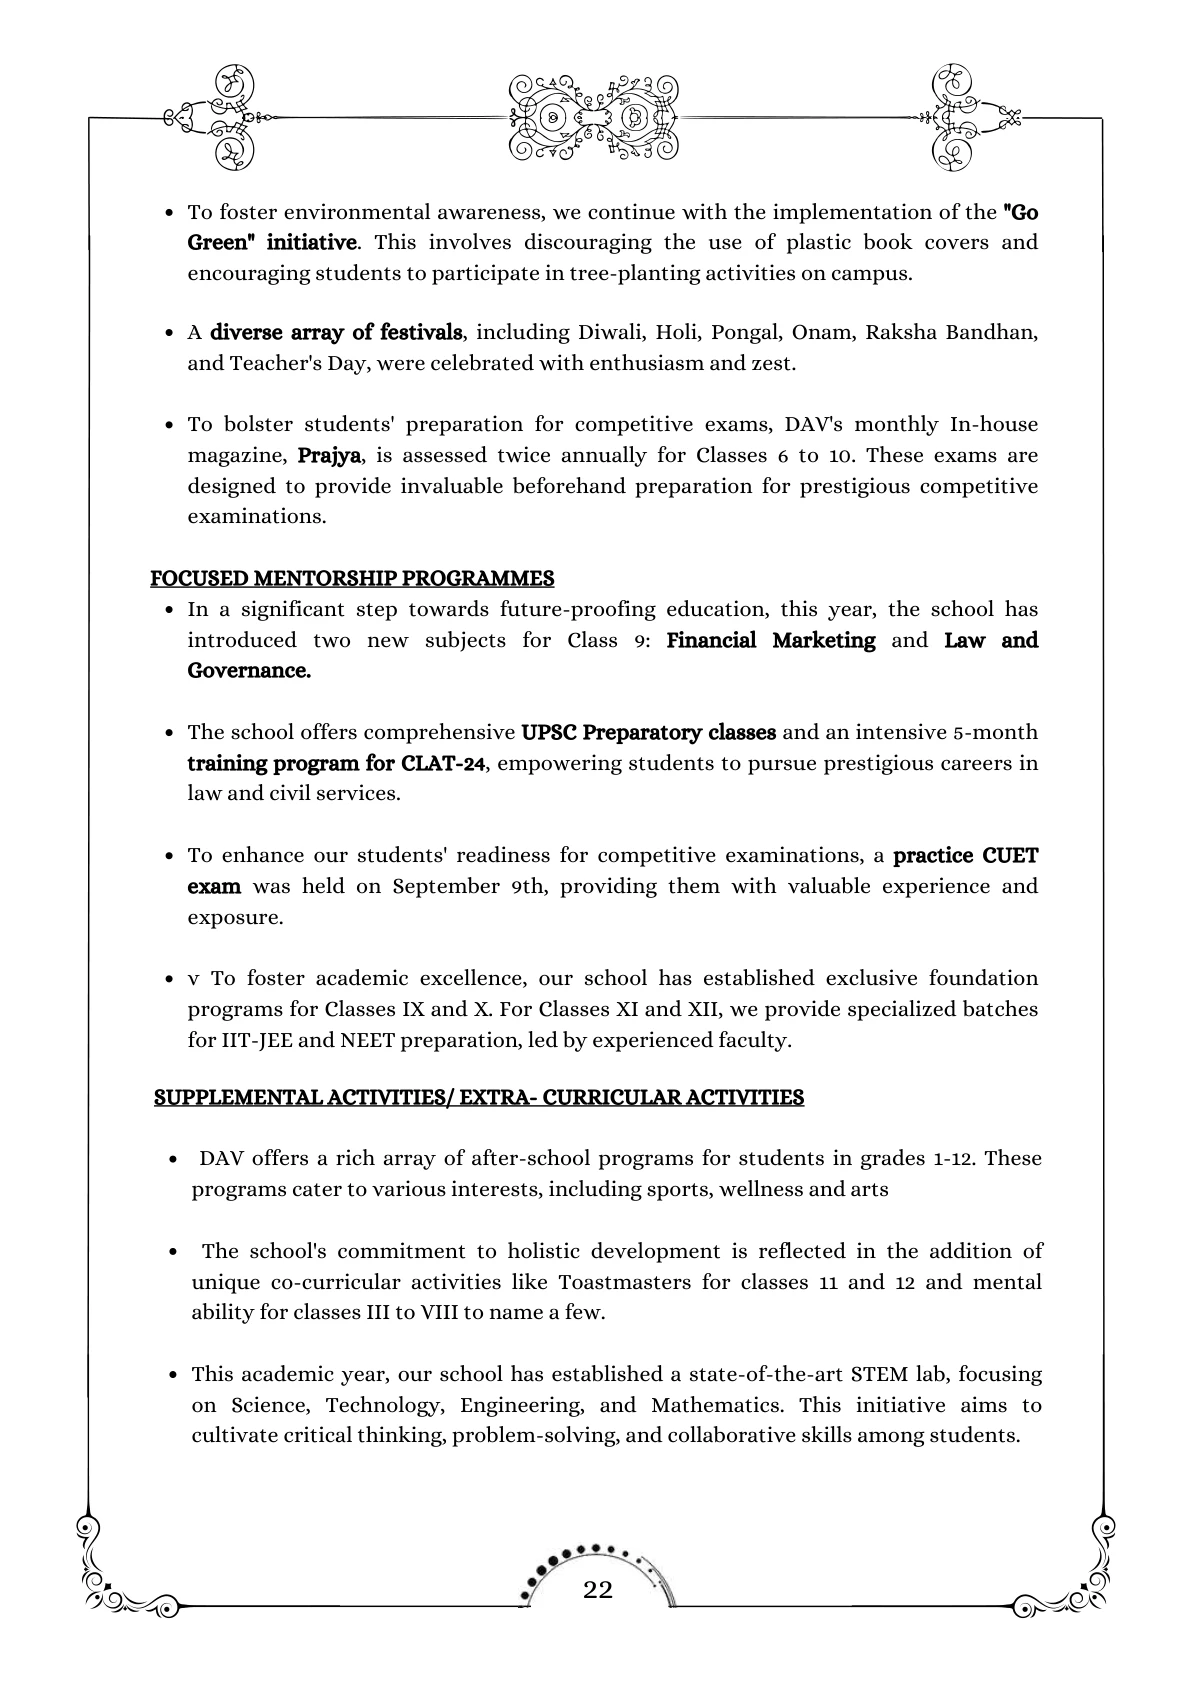 • To foster environmental awareness, we continue with the implementation of the "Go
Green" initiative. This involves discouraging the use of plastic book covers and
encouraging students to participate in tree-planting activities on campus.
• A diverse array of festivals, including Diwali, Holi, Pongal, Onam, Raksha Bandhan,
and Teacher's Day, were celebrated with enthusiasm and zest.
• To bolster students' preparation for competitive exams, DAV's monthly In-house
magazine, Prajya, is assessed twice annually for Classes 6 to 10. These exams are
designed to provide invaluable beforehand preparation for prestigious competitive
examinations.
FOCUSED MENTORSHIP PROGRAMMES
• In a significant step towards future-proofing education, this year, the school has
introduced two new subjects for Class 9: Financial Marketing and Law and
Governance.
• The school offers comprehensive UPSC Preparatory classes and an intensive 5-month
training program for CLAT-24, empowering students to pursue prestigious careers in
law and civil services.
• To enhance our students' readiness for competitive examinations, a practice CUET
exam was held on September 9th, providing them with valuable experience and
exposure.
• v To foster academic excellence, our school has established exclusive foundation
programs for Classes IX and X. For Classes XI and XII, we provide specialized batches
for IIT-JEE and NEET preparation, led by experienced faculty.
SUPPLEMENTAL ACTIVITIES/ EXTRA- CURRICULAR ACTIVITIES
• DAV offers a rich array of after-school programs for students in grades 1-12. These
programs cater to various interests, including sports, wellness and arts
• The school's commitment to holistic development is reflected in the addition of
unique co-curricular activities like Toastmasters for classes 11 and 12 and mental
ability for classes III to VIII to name a few.
• This academic year, our school has established a state-of-the-art STEM lab, focusing
on Science, Technology, Engineering, and Mathematics. This initiative aims to
cultivate critical thinking, problem-solving, and collaborative skills among students.
22